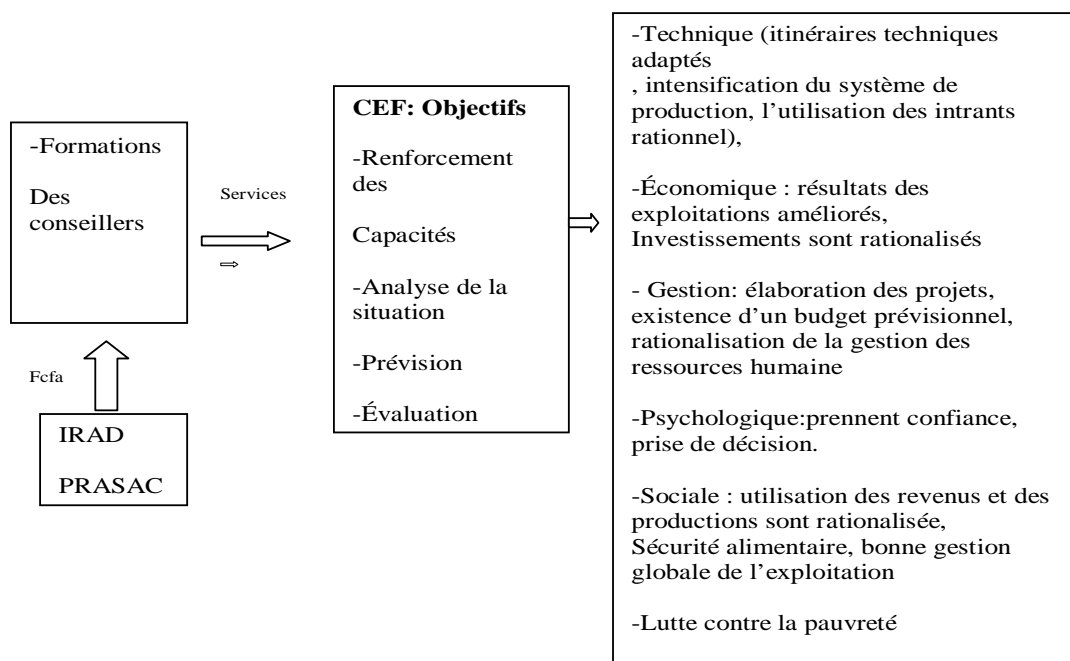 -Formations
Des
conseillers
Fcfa
IRAD
PRASAC
Services
CEF: Objectifs
-Renforcement
des
Capacités
-Analyse de la
situation
-Prévision
-Évaluation
-Technique (itinéraires techniques
adaptés
, intensification du système de
production, l’utilisation des intrants
rationnel),
-Économique : résultats des
exploitations améliorés,
Investissements sont rationalisés
- Gestion: élaboration des projets,
existence d’un budget prévisionnel,
rationalisation de la gestion des
ressources humaine
-Psychologique:prennent confiance,
prise de décision.
-Sociale : utilisation des revenus et des
productions sont rationalisée,
Sécurité alimentaire, bonne gestion
globale de l’exploitation
-Lutte contre la pauvreté